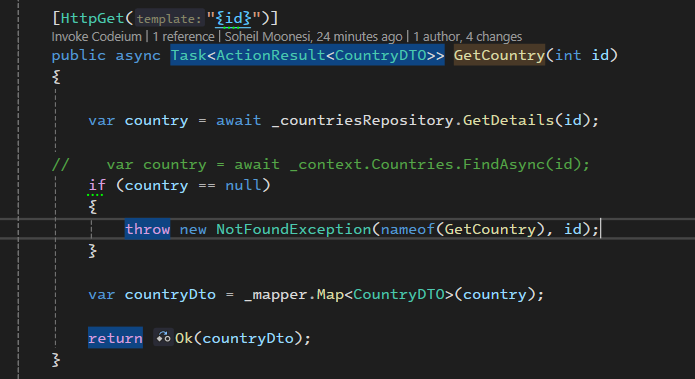 [HttpGet(template:"{id}")]
Invoke Codeium | 1 reference | Soheil Moonesi, 24 minutes ago | 1 author, 4 changes
public async Task<ActionResult<CountryDTO>> GetCountry(int id)
{
var country = await _countriesRepository.GetDetails(id);
//     var country = await _context.Countries.FindAsync(id);
if (country == null)
{
throw new NotFoundException(nameof(GetCountry), id);
}
var countryDto = _mapper.Map<CountryDTO>(country);
return Ok(countryDto);
}